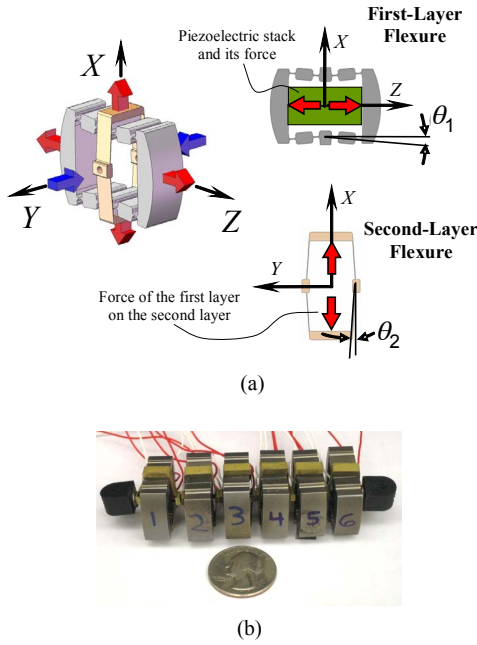 First-Layer
Flexure
Piezoelectric stack
and its force
X
Z
θ1
X
Y
Z
X
Second-Layer
Flexure
Y
Force of the first layer
on the second layer
θ2
(a)
1 2 3 4 5 6
(b)